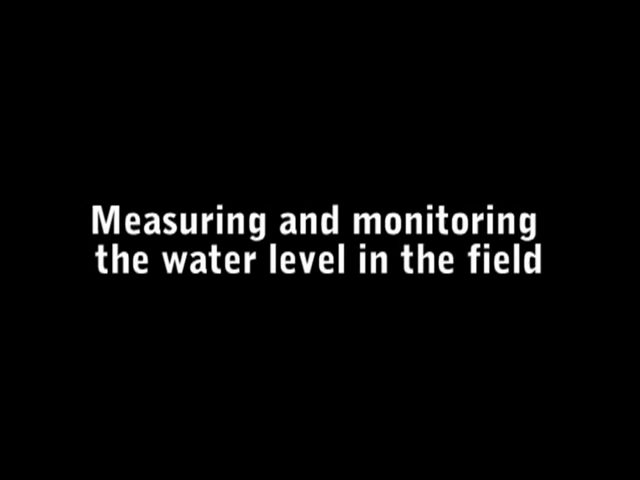 Measuring and monitoring
the water level in the field